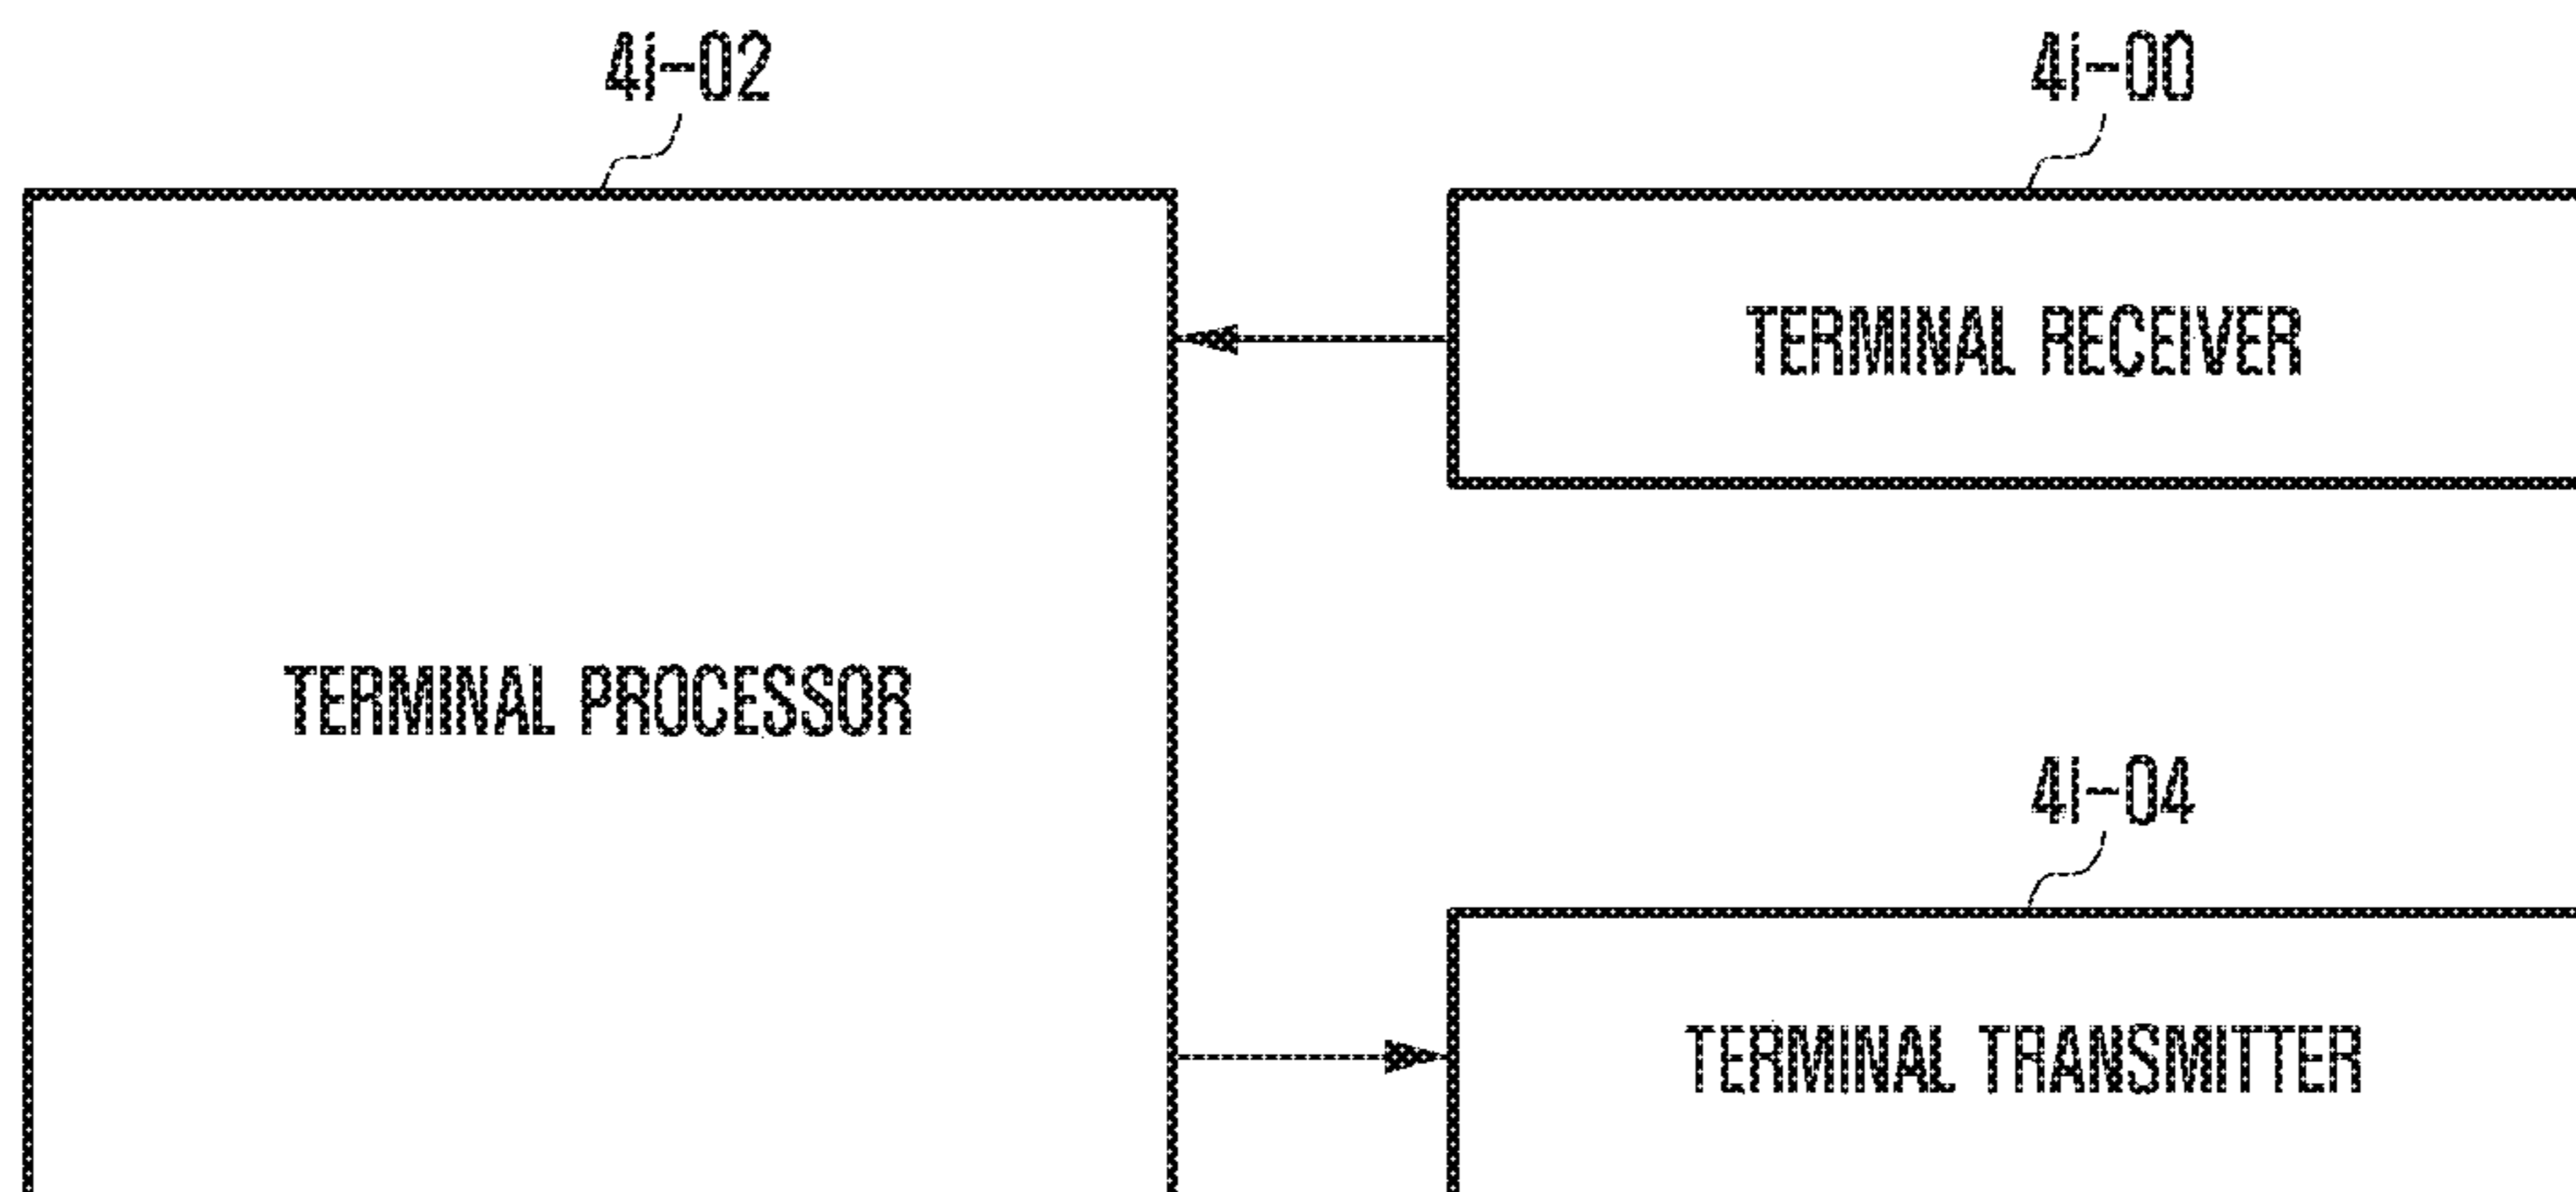 4i-02
4i-00
TERMINAL RECEIVER
TERMINAL PROCESSOR
4i-04
TERMINAL TRANSMITTER